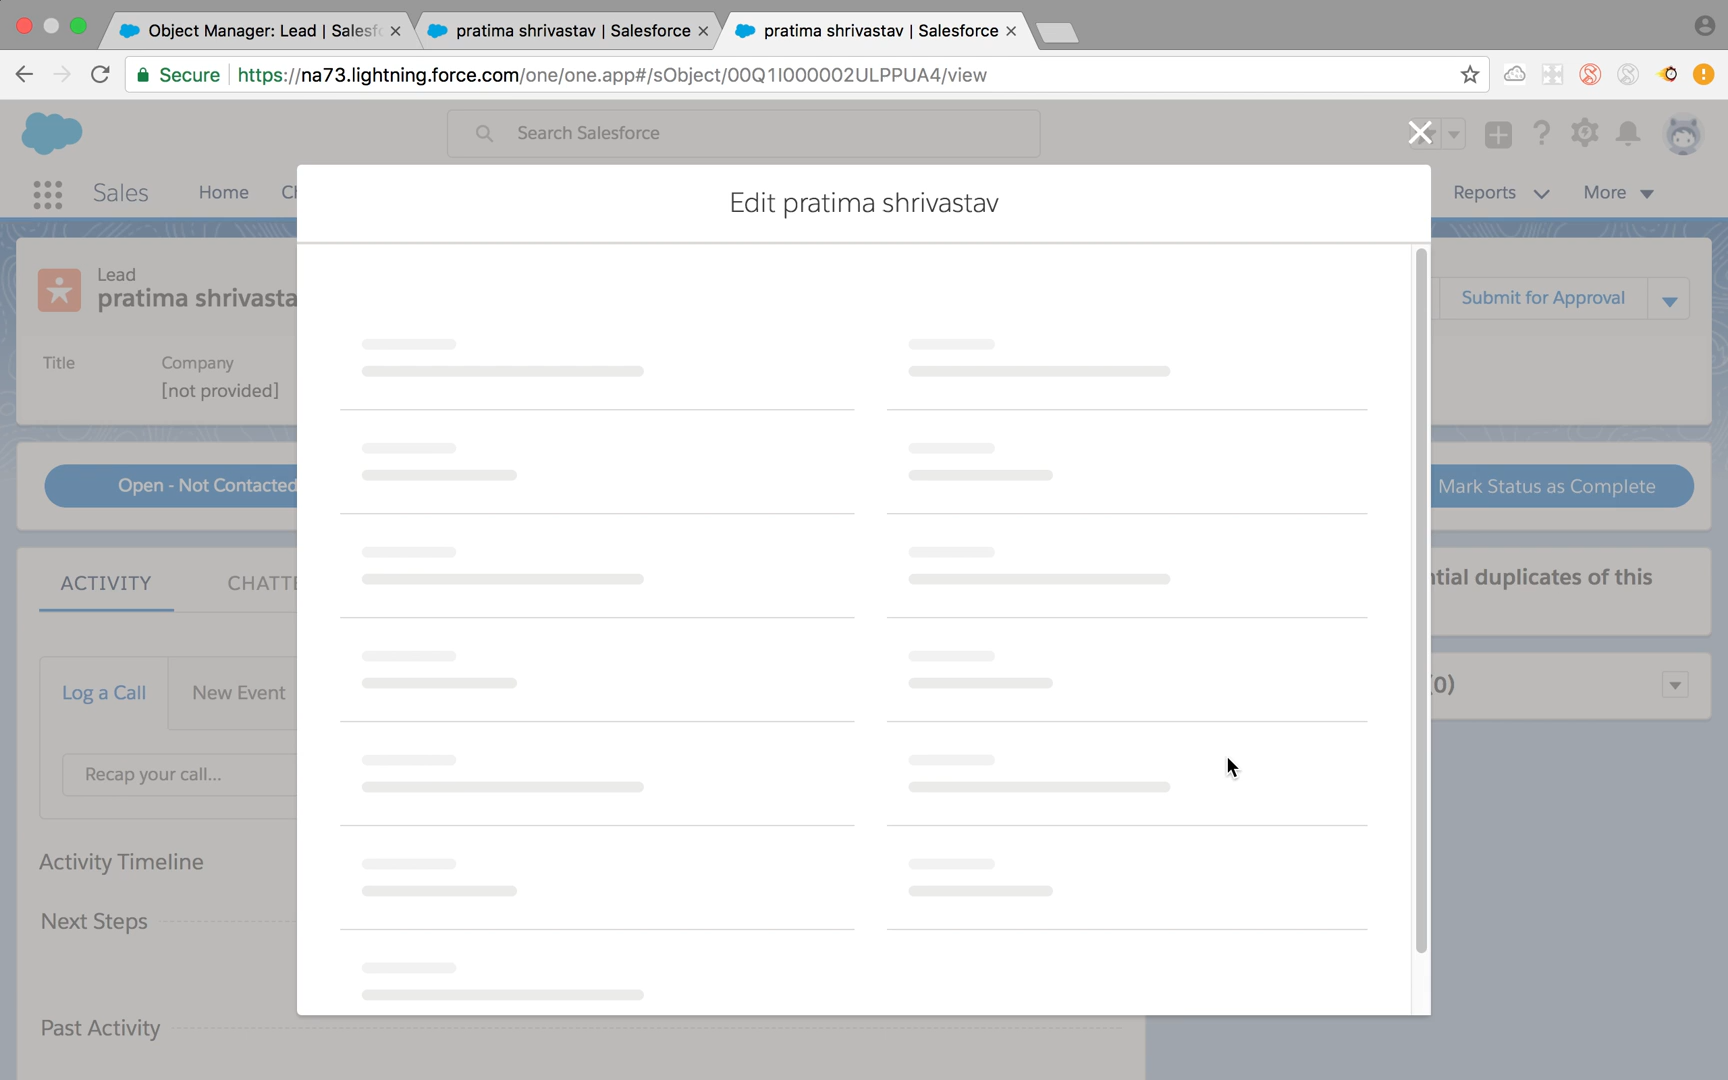 Object Manager: Lead | Salesf
pratima shrivastav | Salesforce
pratima shrivastav | Salesforce
Secure https://na73.lightning.force.com/one/one.app#/sObject/00Q1I000002ULPPUA4/view
Search Salesforce
Sales Home Ch
Reports More
Edit pratima shrivastav
Lead
pratima shrivasta
Title Company
[not provided]
Submit for Approval
Open - Not Contacted
Mark Status as Complete
ACTIVITY CHATTE
ntial duplicates of this
Log a Call New Event
(0)
Recap your call...
Activity Timeline
Next Steps
Past Activity